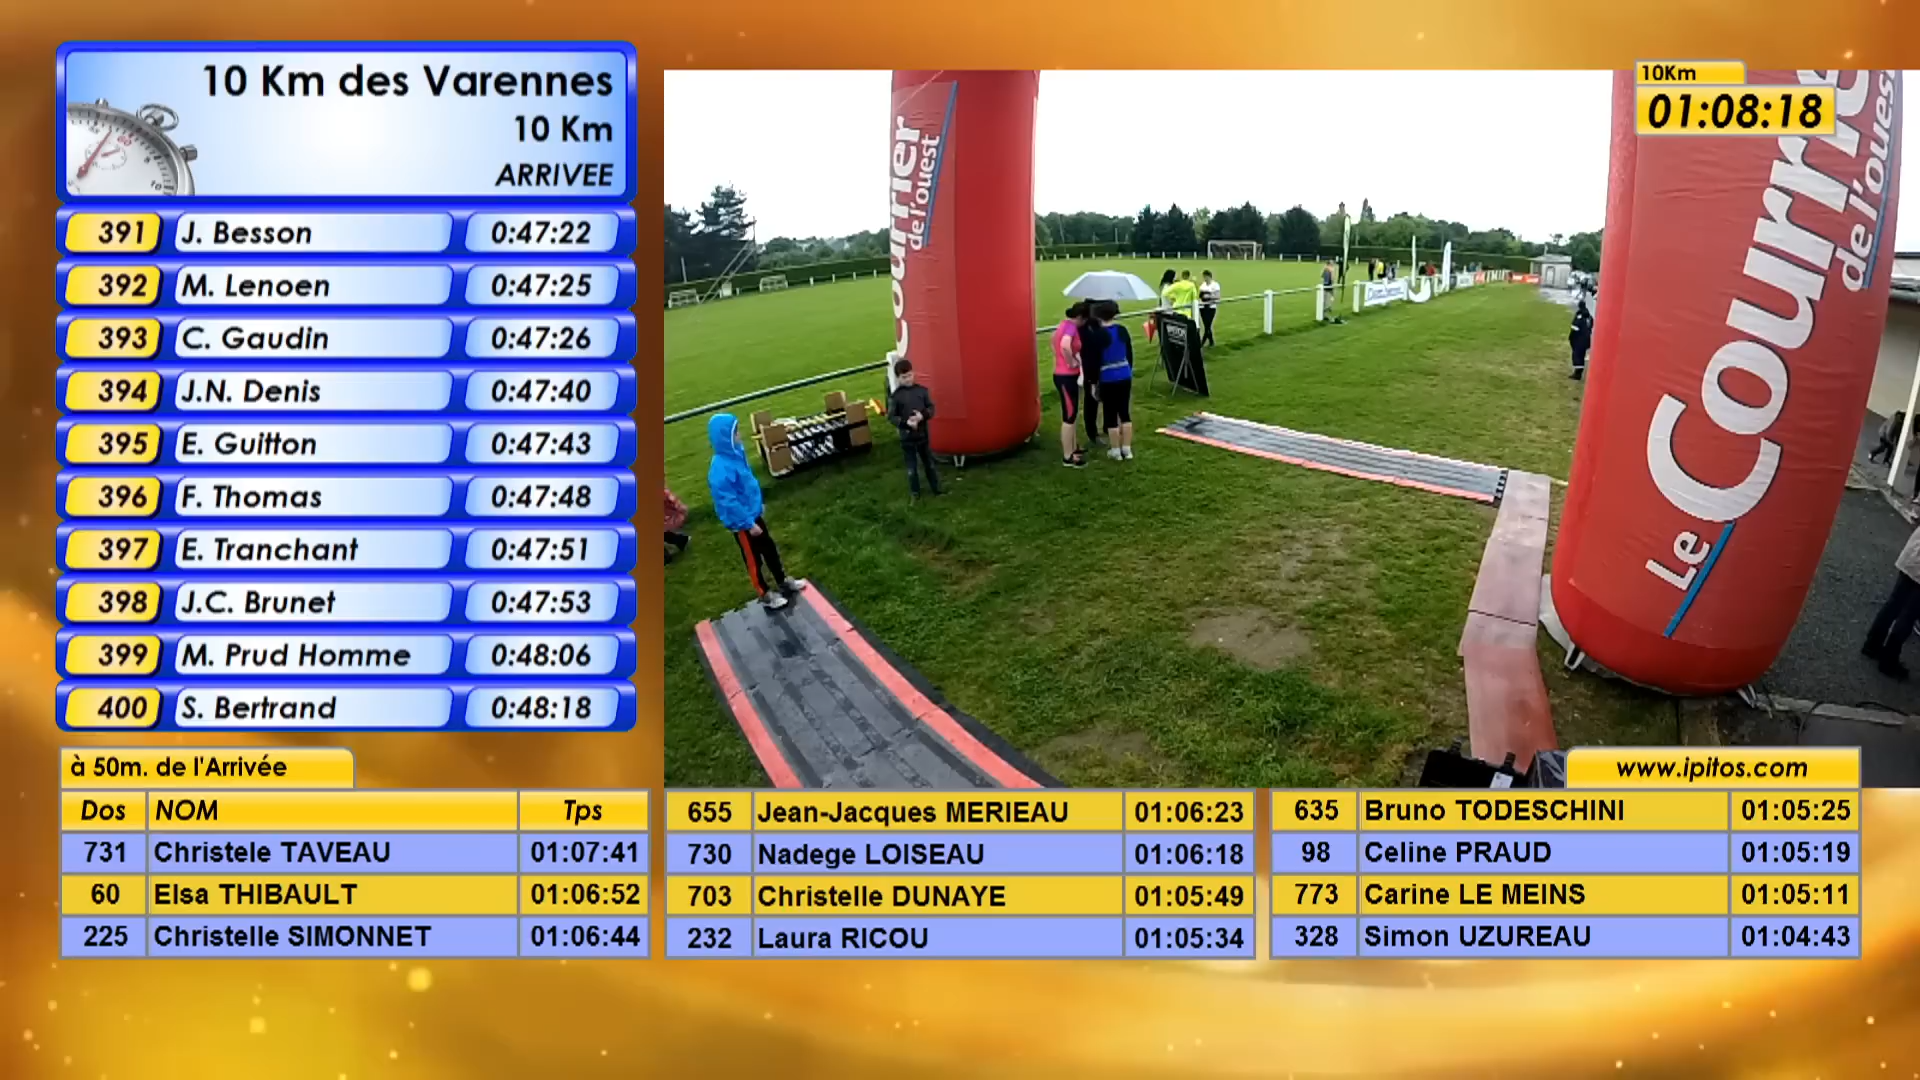 10 Km des Varennes
10 Km
ARRIVEE
391 J. Besson 0:47:22
392 M. Lenoen 0:47:25
393 C. Gaudin 0:47:26
394 J.N. Denis 0:47:40
395 E. Guitton 0:47:43
396 F. Thomas 0:47:48
397 E. Tranchant 0:47:51
398 J.C. Brunet 0:47:53
399 M. Prud Homme 0:48:06
400 S. Bertrand 0:48:18
10Km
01:08:18
Courrier
de l'ouest
Le Courrie
de l'ouest
à 50m. de l'Arrivée
www.ipitos.com
Dos NOM Tps
731 Christele TAVEAU 01:07:41
60 Elsa THIBAULT 01:06:52
225 Christelle SIMONNET 01:06:44
655 Jean-Jacques MERIEAU 01:06:23
730 Nadege LOISEAU 01:06:18
703 Christelle DUNAYE 01:05:49
232 Laura RICOU 01:05:34
635 Bruno TODESCHINI 01:05:25
98 Celine PRAUD 01:05:19
773 Carine LE MEINS 01:05:11
328 Simon UZUREAU 01:04:43